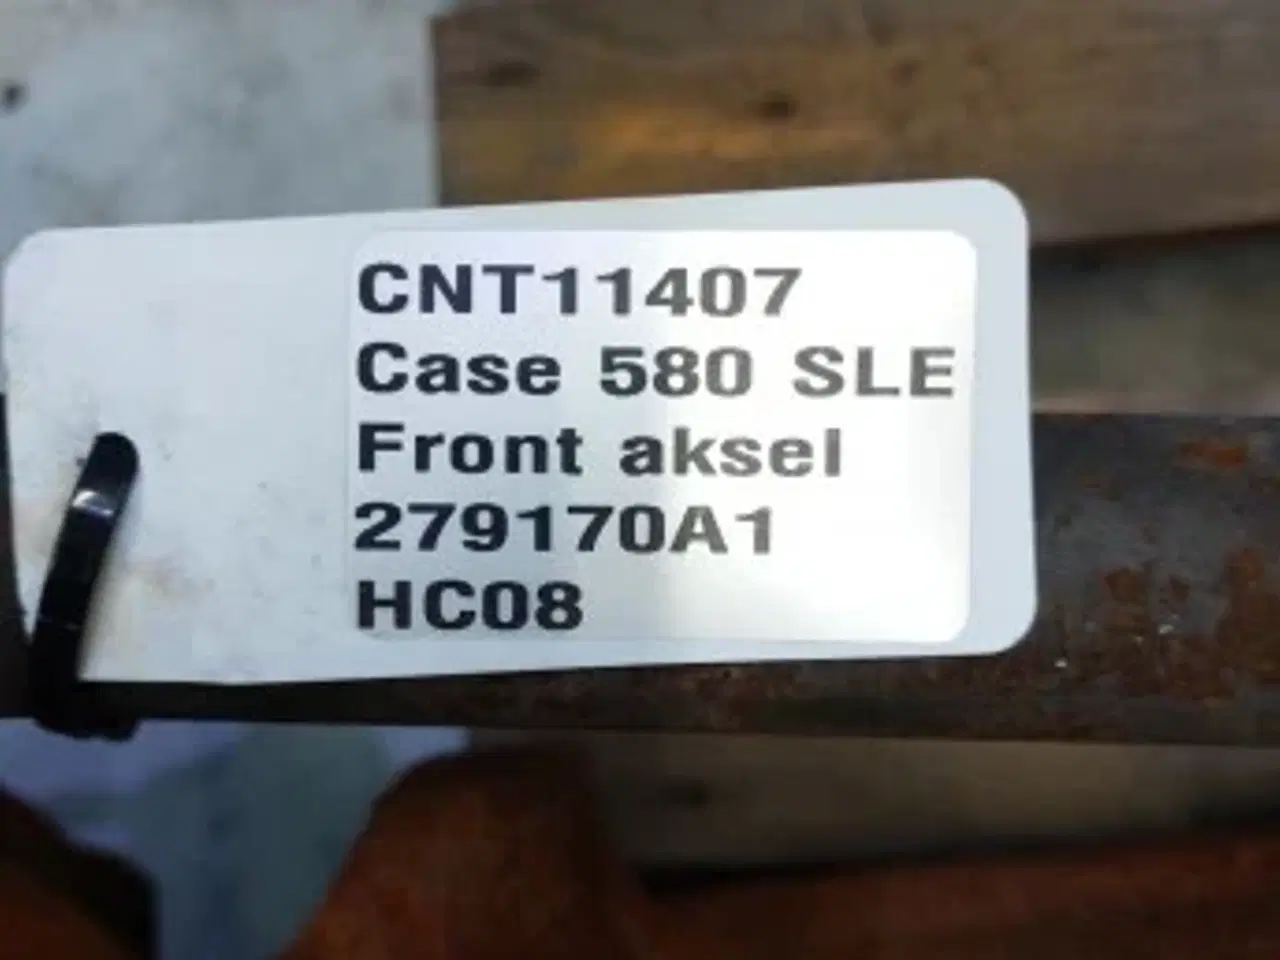 CNT11407
Case 580 SLE
Front aksel
279170A1
HC08